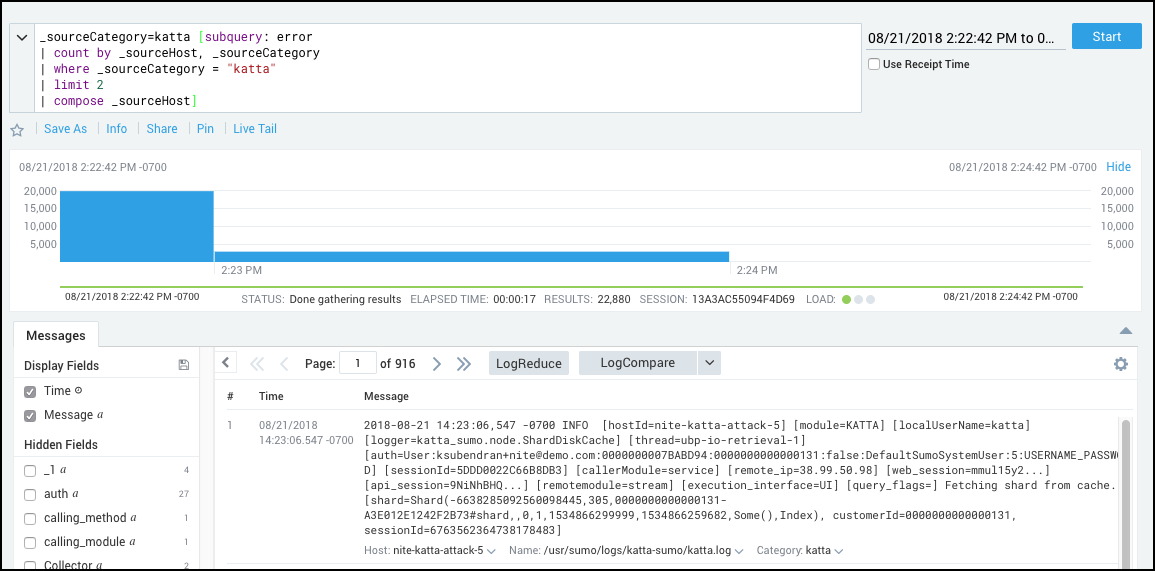 _sourceCategory=katta [subquery: error
| count by _sourceHost, _sourceCategory
| where _sourceCategory = "katta"
| limit 2
| compose _sourceHost]
08/21/2018 2:22:42 PM to 0...
Start
Use Receipt Time
Save As
Info
Share
Pin
Live Tail
08/21/2018 2:22:42 PM -0700
08/21/2018 2:24:42 PM -0700
Hide
20,000
15,000
10,000
5,000
20,000
15,000
10,000
5,000
2:23 PM
2:24 PM
08/21/2018 2:22:42 PM -0700
STATUS: Done gathering results ELAPSED TIME: 00:00:17 RESULTS: 22,880 SESSION: 13A3AC55094F4D69 LOAD:
08/21/2018 2:24:42 PM -0700
Messages
Display Fields
Time
Message a
Hidden Fields
_1 a 4
auth a 27
calling_method a 1
calling_module a 1
Collector a 2
Page: 1 of 916
LogReduce
LogCompare
# Time Message
1
08/21/2018
14:23:06.547 -0700
2018-08-21 14:23:06,547 -0700 INFO [hostId=nite-katta-attack-5] [module=KATTA] [localUserName=katta]
[logger=katta_sumo.node.ShardDiskCache] [thread=ubp-io-retrieval-1]
[auth=User:ksubendran+nite@demo.com:0000000007BABD94:0000000000000131:false:DefaultSumoSystemUser:5:USERNAME_PASSWO
D] [sessionId=5DDD0022C66B8DB3] [callerModule=service] [remote_ip=38.99.50.98] [web_session=mmul15y2...]
[api_session=9NiNhBHQ...] [remotemodule=stream] [execution_interface=UI] [query_flags=] Fetching shard from cache.
[shard=Shard(-6638285092560098445,305,0000000000000131-
A3E012E1242F2B73#shard,,0,1,1534866299999,1534866259682,Some(),Index), customerId=0000000000000131,
sessionId=6763562364738178483]
Host: nite-katta-attack-5 Name: /usr/sumo/logs/katta-sumo/katta.log Category: katta